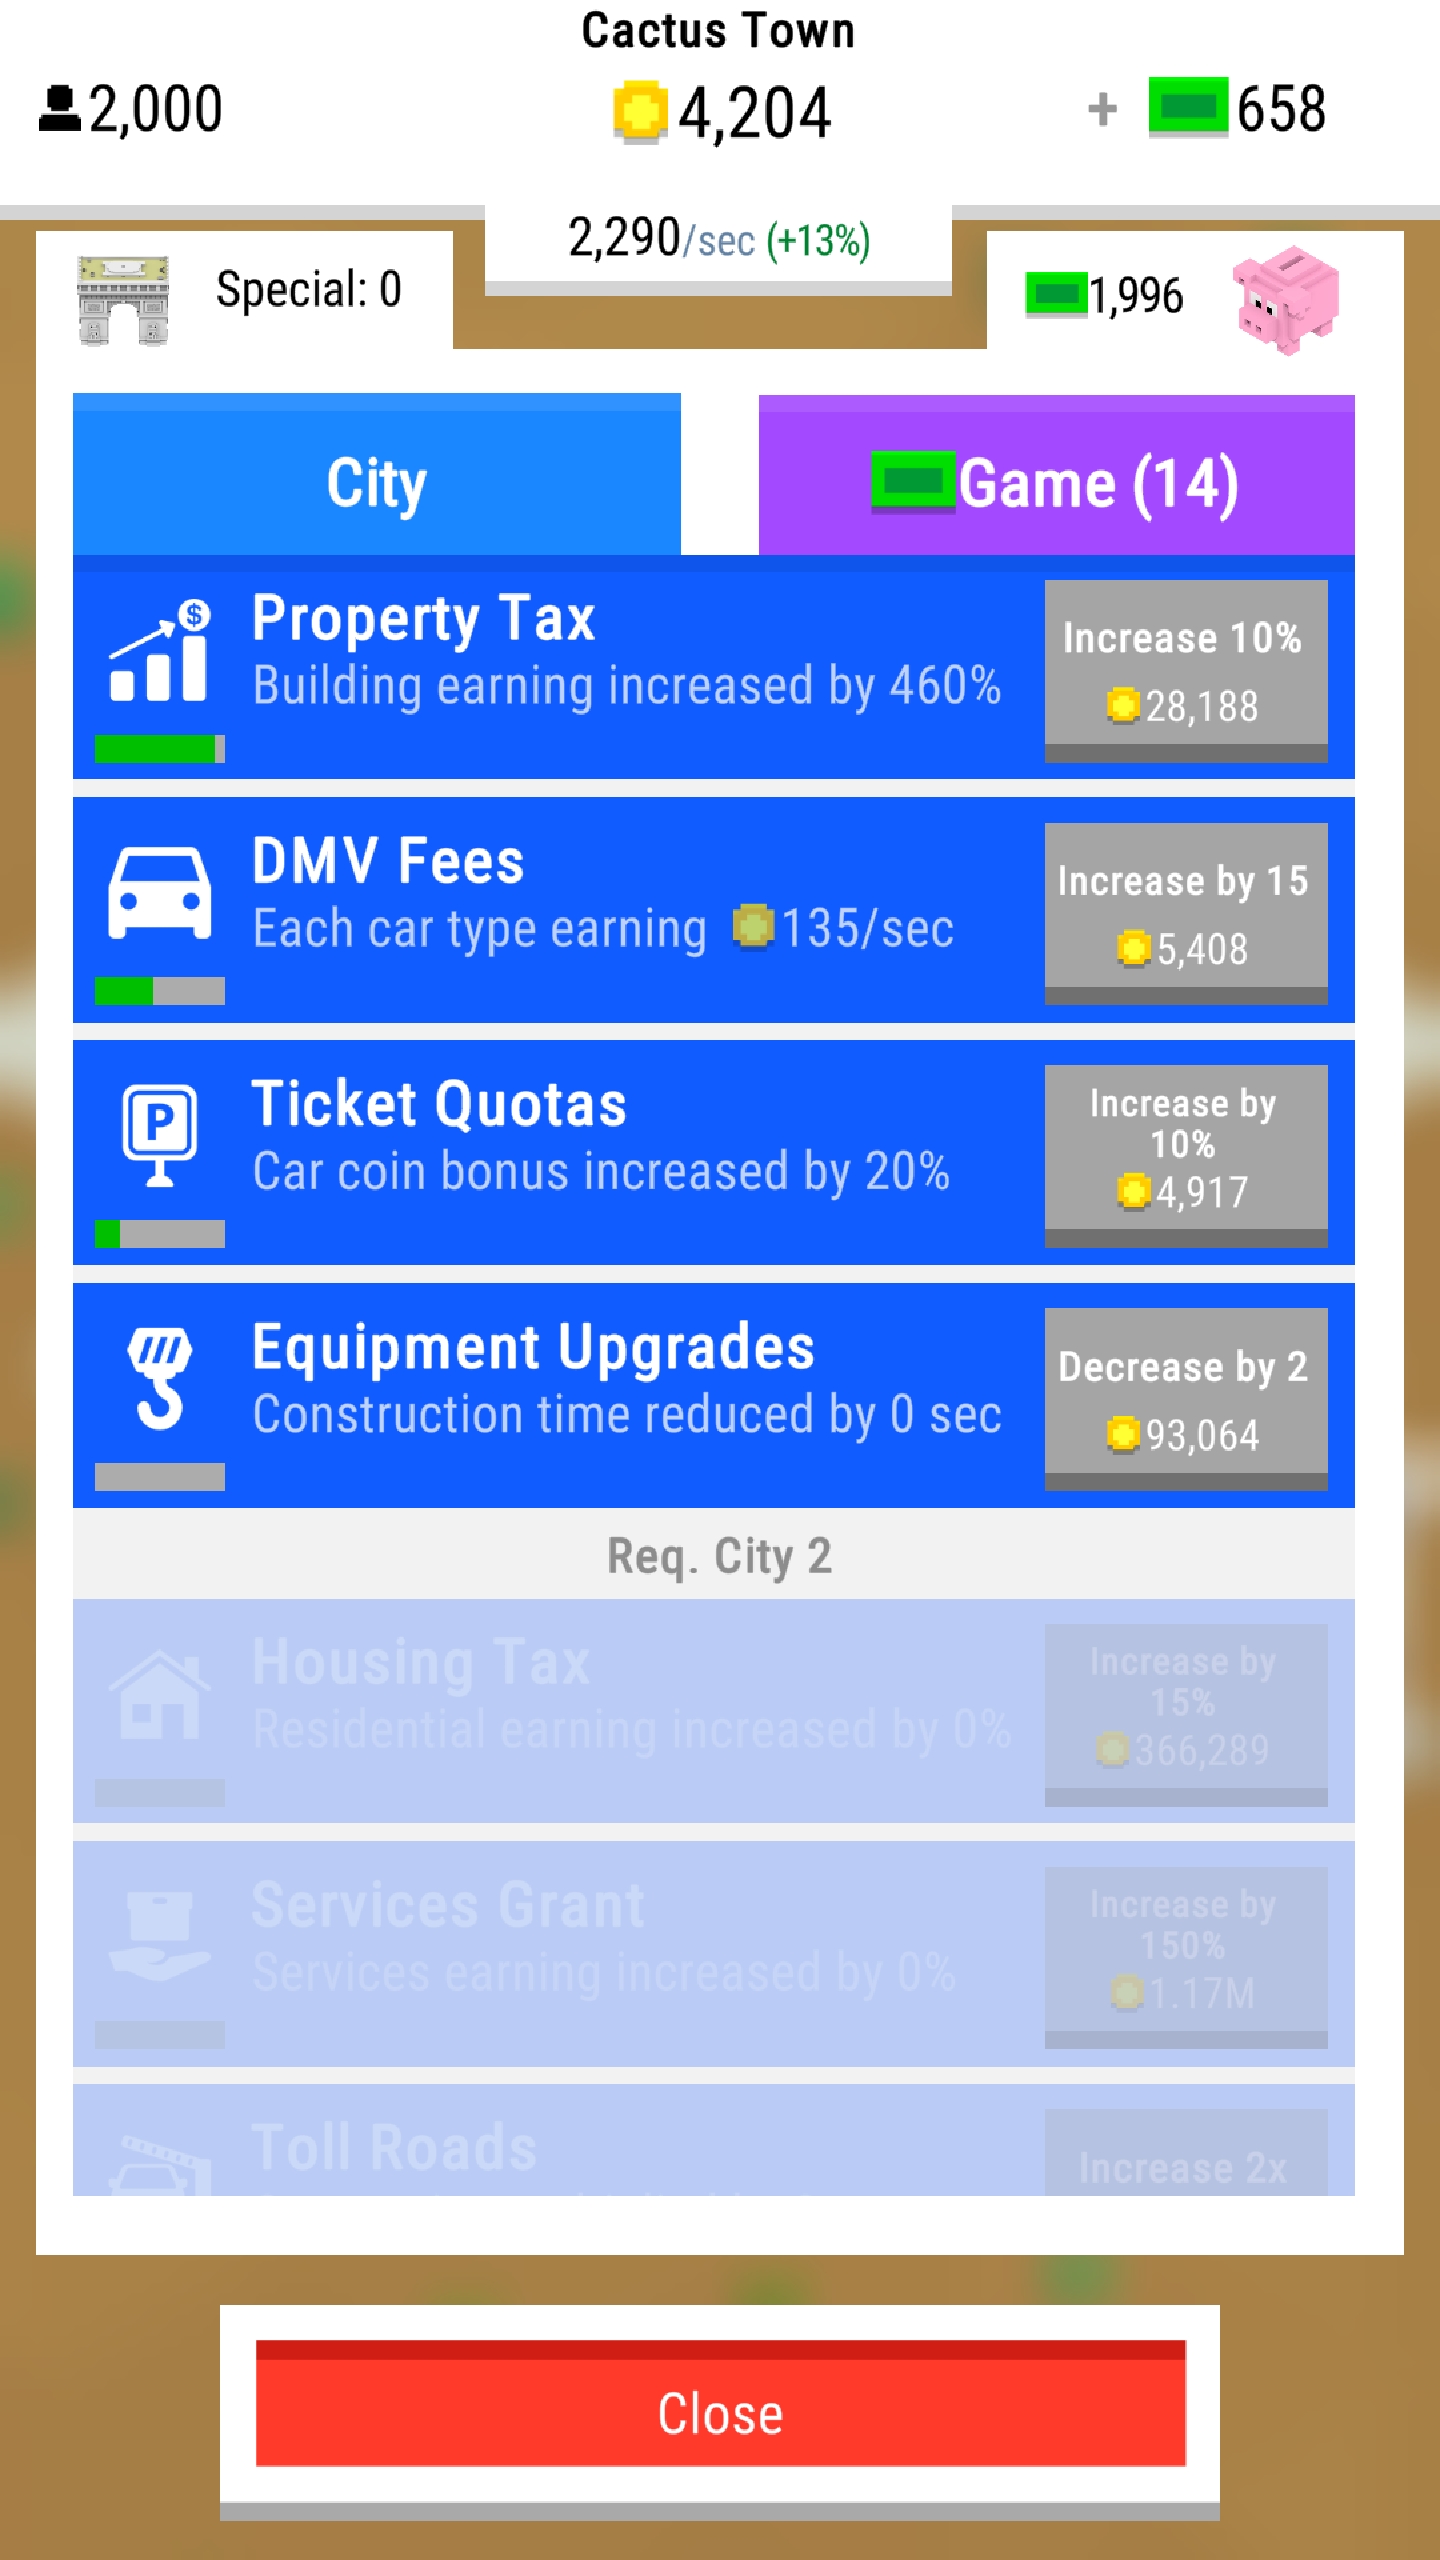 Cactus Town
2,000
4,204
+ 658
2,290/sec (+13%)
Special: 0
1,996
City
Game (14)
$
Property Tax
Building earning increased by 460%
Increase 10%
28,188
DMV Fees
Each car type earning 135/sec
Increase by 15
5,408
P
Ticket Quotas
Car coin bonus increased by 20%
Increase by
10%
4,917
Equipment Upgrades
Construction time reduced by 0 sec
Decrease by 2
93,064
Req. City 2
Housing Tax
Residential earning increased by 0%
Increase by
15%
366,289
Services Grant
Services earning increased by 0%
Increase by
150%
1.17M
Toll Roads
Increase 2x
Close